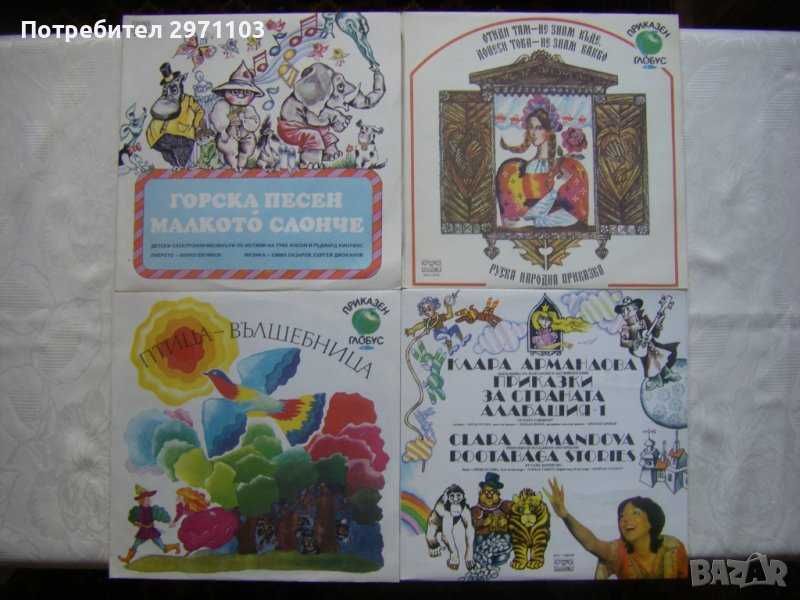 Потребител 2971103
ГОРСКА ПЕСЕН
МАЛКОТО СЛОНЧЕ
ОТИДИ ТАМ–НЕ ЗНАМ КЪДЕ,
ДОНЕСИ ТОВА–НЕ ЗНАМ КАКВО
ПРИКАЗЕН
ГЛОБУС
РУСКА НАРОДНА ПРИКАЗКА
ПТИЦА–ВЪЛШЕБНИЦА
ПРИКАЗЕН
ГЛОБУС
КЛАРА АРМАНДОВА
ПРИКАЗКИ
ЗА СТРАНАТА
АЛАБАШИЯ-1
CLARA ARMANDOVA
ROOTABAGA STORIES
BAZAR